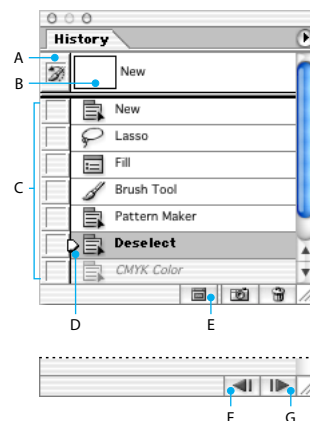 History
A
New
B
New
Lasso
C
Fill
Brush Tool
Pattern Maker
Deselect
CMYK Color
D
E
F
G